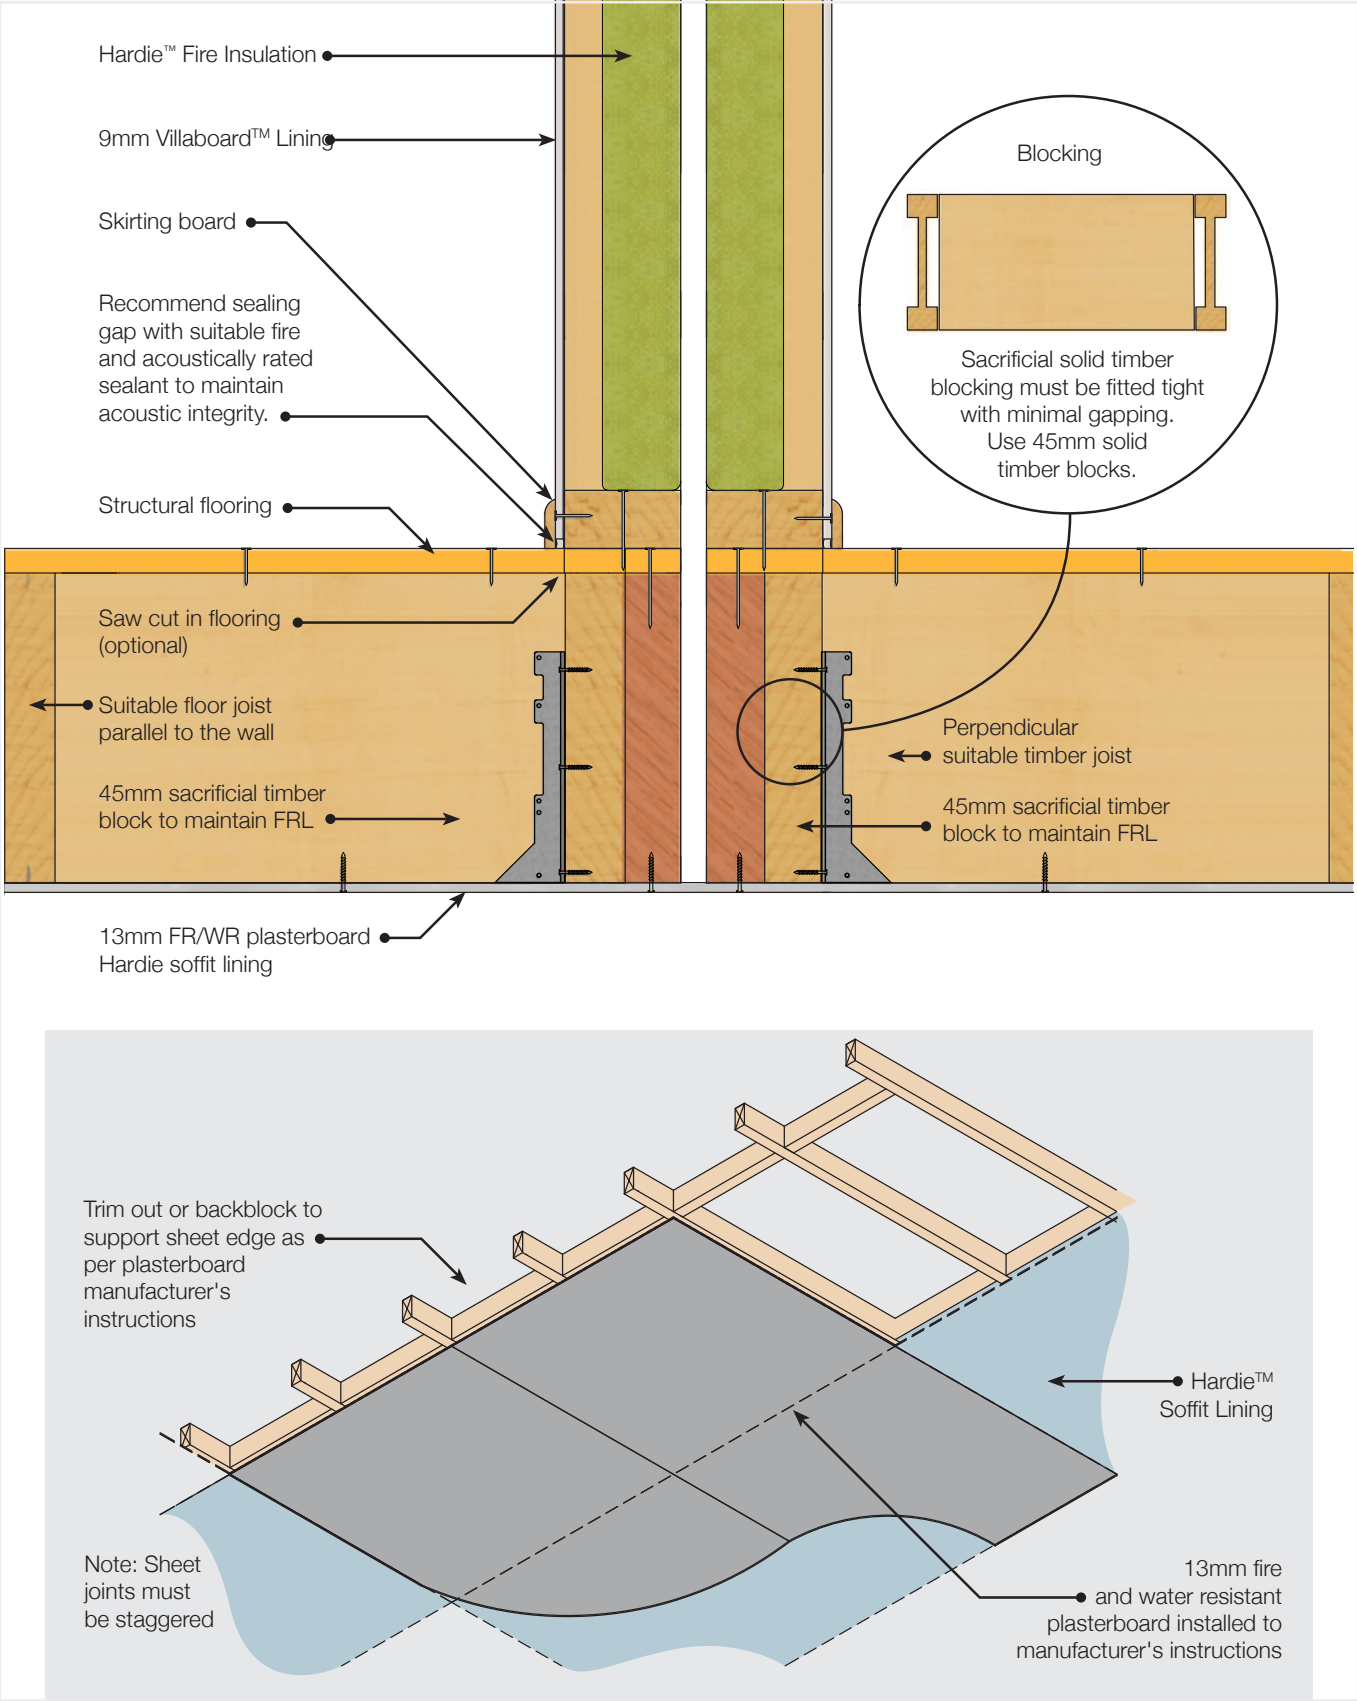 Hardie™ Fire Insulation
9mm Villaboard™ Lining
Skirting board
Recommend sealing
gap with suitable fire
and acoustically rated
sealant to maintain
acoustic integrity.
Structural flooring
Saw cut in flooring
(optional)
Suitable floor joist
parallel to the wall
45mm sacrificial timber
block to maintain FRL
13mm FR/WR plasterboard
Hardie soffit lining
Blocking
Sacrificial solid timber
blocking must be fitted tight
with minimal gapping.
Use 45mm solid
timber blocks.
Perpendicular
suitable timber joist
45mm sacrificial timber
block to maintain FRL
Trim out or backblock to
support sheet edge as
per plasterboard
manufacturer's
instructions
Hardie™
Soffit Lining
Note: Sheet
joints must
be staggered
13mm fire
and water resistant
plasterboard installed to
manufacturer's instructions